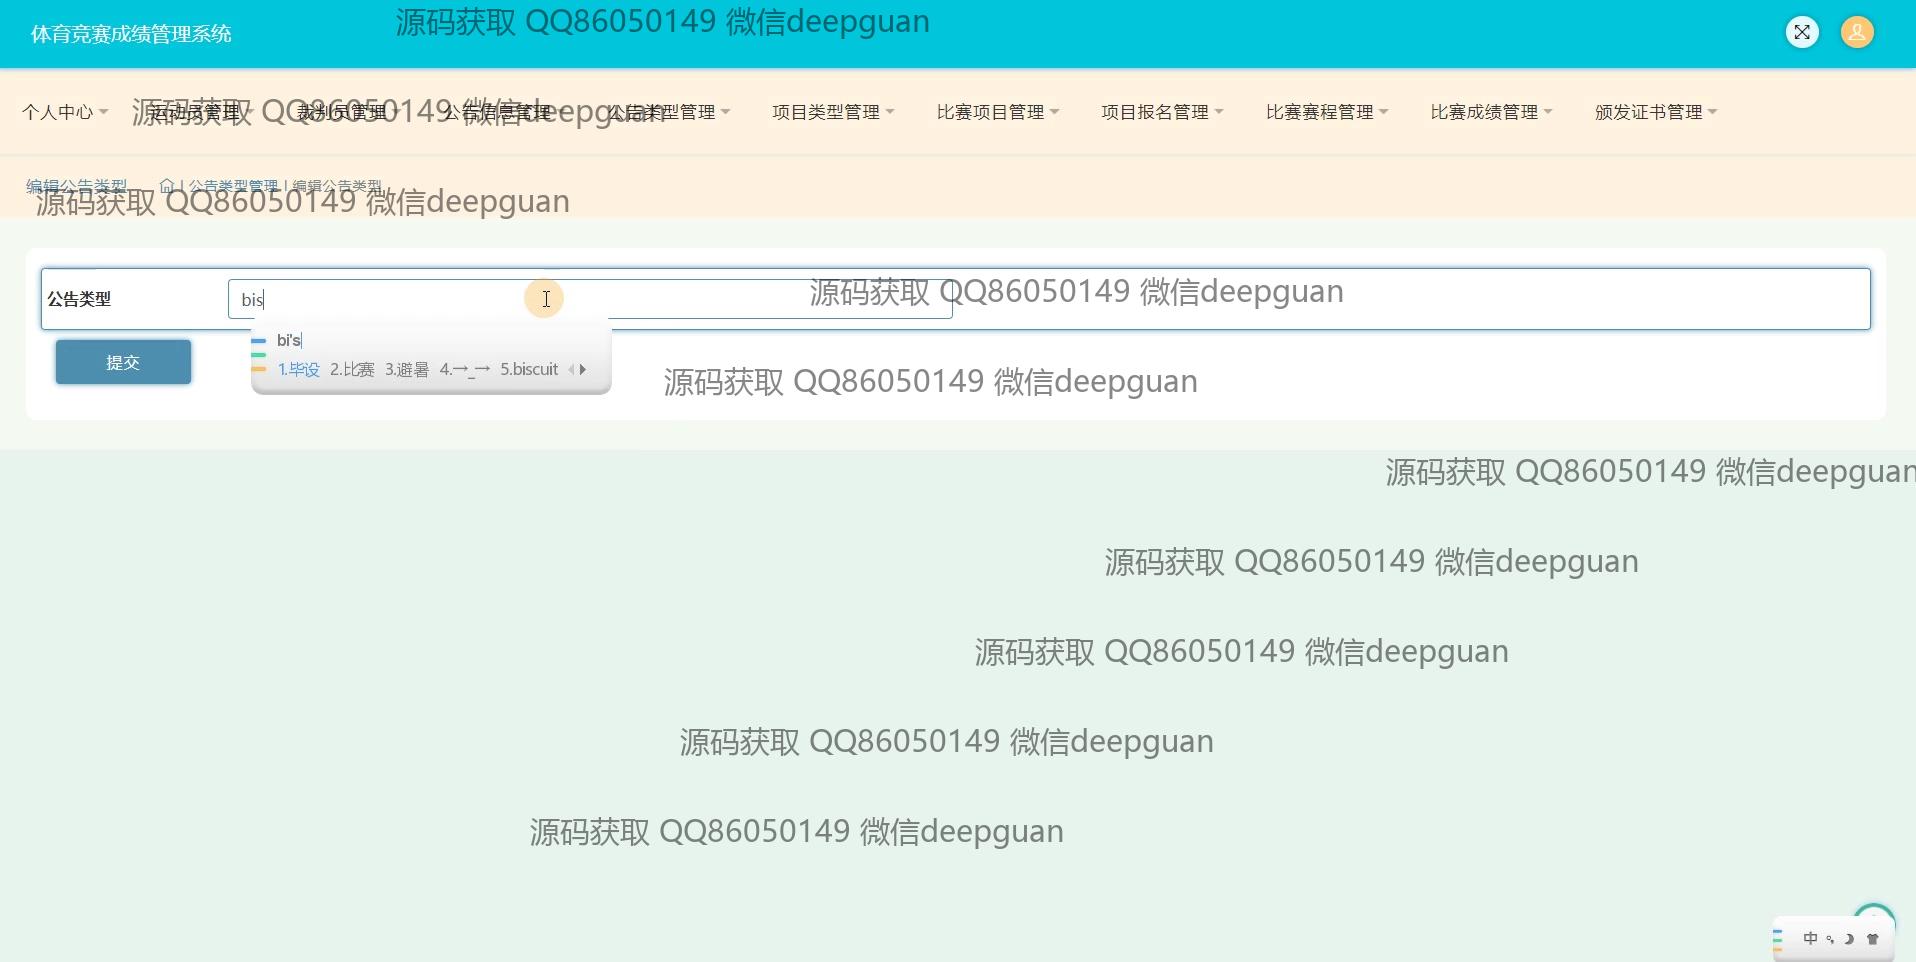 体育竞赛成绩管理系统
源码获取 QQ86050149 微信deepguan
个人中心 运动员管理 裁判员管理 公告信息管理 公告类型管理 项目类型管理 比赛项目管理 项目报名管理 比赛赛程管理 比赛成绩管理 颁发证书管理
源码获取 QQ86050149 微信deepguan
编辑公告类型 | 公告类型管理 | 编辑公告类型
源码获取 QQ86050149 微信deepguan
公告类型 bis
源码获取 QQ86050149 微信deepguan
bi's
提交
1.毕设 2.比赛 3.避暑 4.→_→ 5.biscuit
源码获取 QQ86050149 微信deepguan
源码获取 QQ86050149 微信deepguan
源码获取 QQ86050149 微信deepguan
源码获取 QQ86050149 微信deepguan
源码获取 QQ86050149 微信deepguan
源码获取 QQ86050149 微信deepguan
中